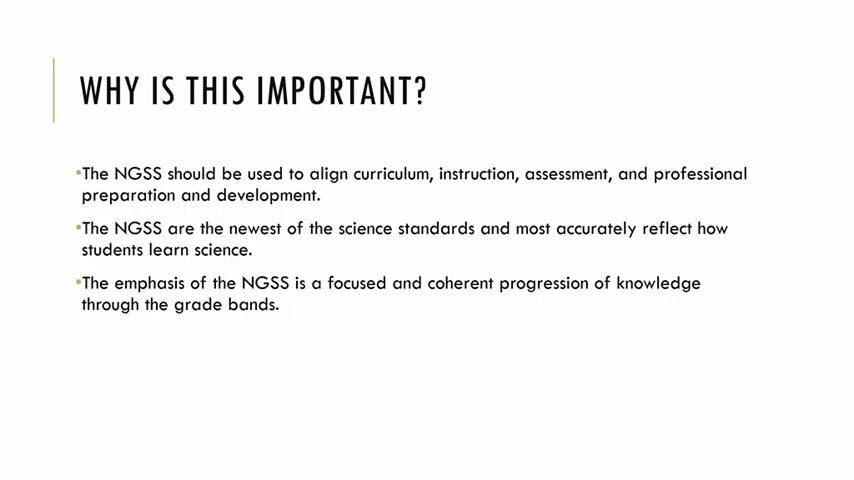 WHY IS THIS IMPORTANT?
•The NGSS should be used to align curriculum, instruction, assessment, and professional
preparation and development.
•The NGSS are the newest of the science standards and most accurately reflect how
students learn science.
•The emphasis of the NGSS is a focused and coherent progression of knowledge
through the grade bands.